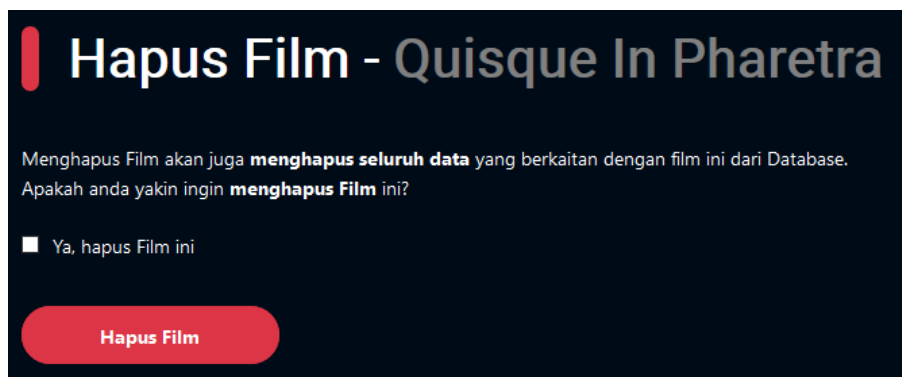 Hapus Film - Quisque In Pharetra
Menghapus Film akan juga menghapus seluruh data yang berkaitan dengan film ini dari Database.
Apakah anda yakin ingin menghapus Film ini?
Ya, hapus Film ini
Hapus Film